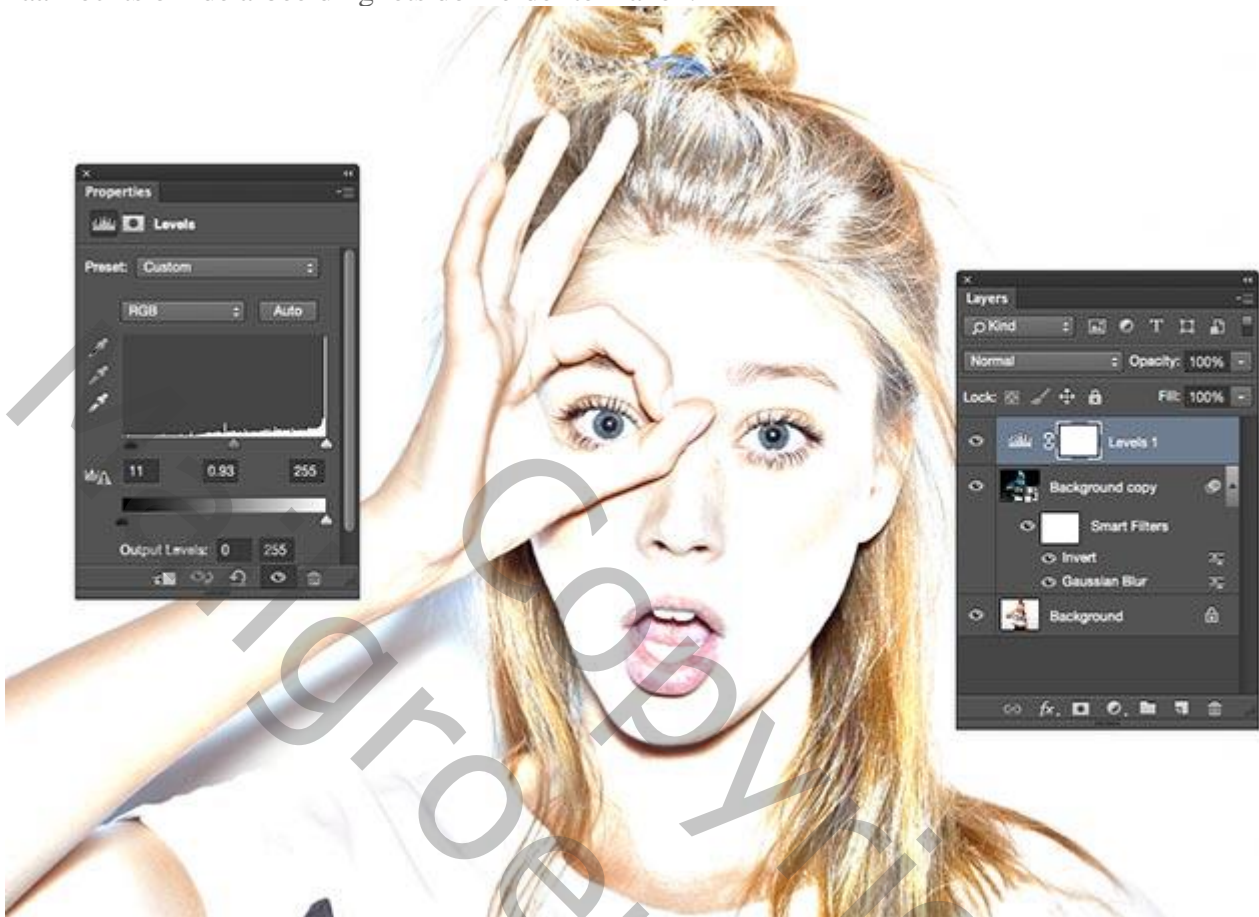 Properties
Levels
Preset: Custom
RGB Auto
11 0.93 255
Output Levels: 0 255
Layers
Kind
Normal Opacity: 100%
Lock: Fill: 100%
Levels 1
Background copy
Smart Filters
Invert
Gaussian Blur
Background
fx.